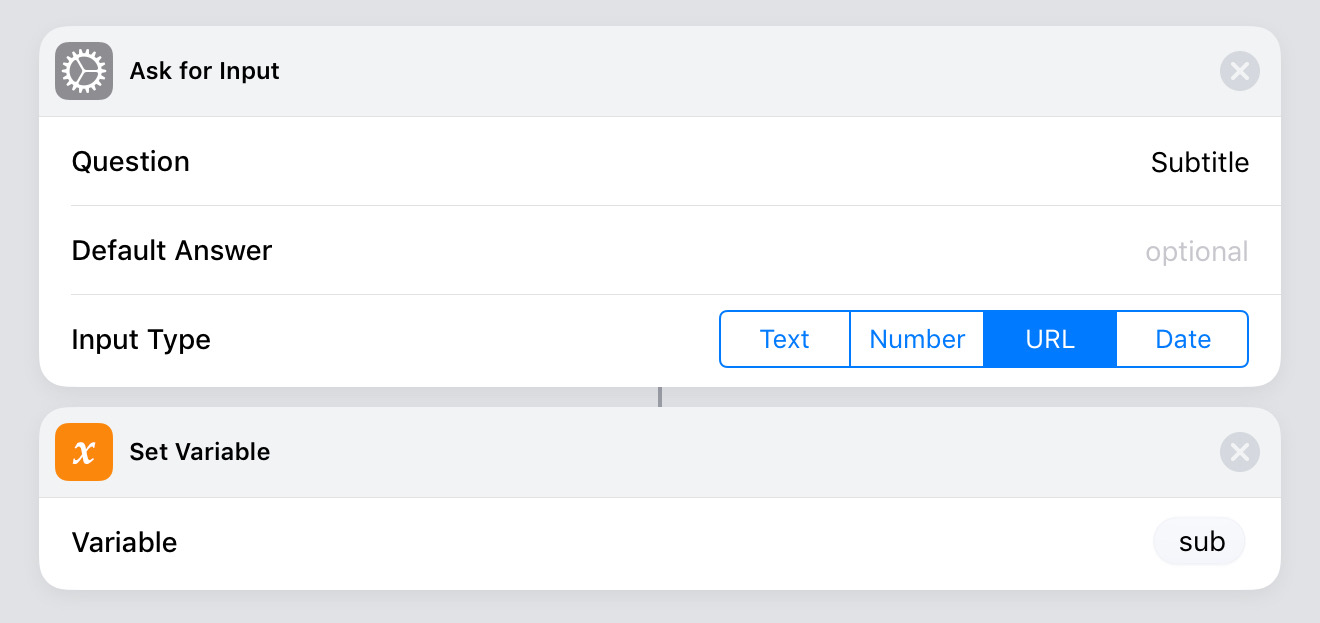 Ask for Input
Question Subtitle
Default Answer optional
Input Type Text Number URL Date
x Set Variable
Variable sub